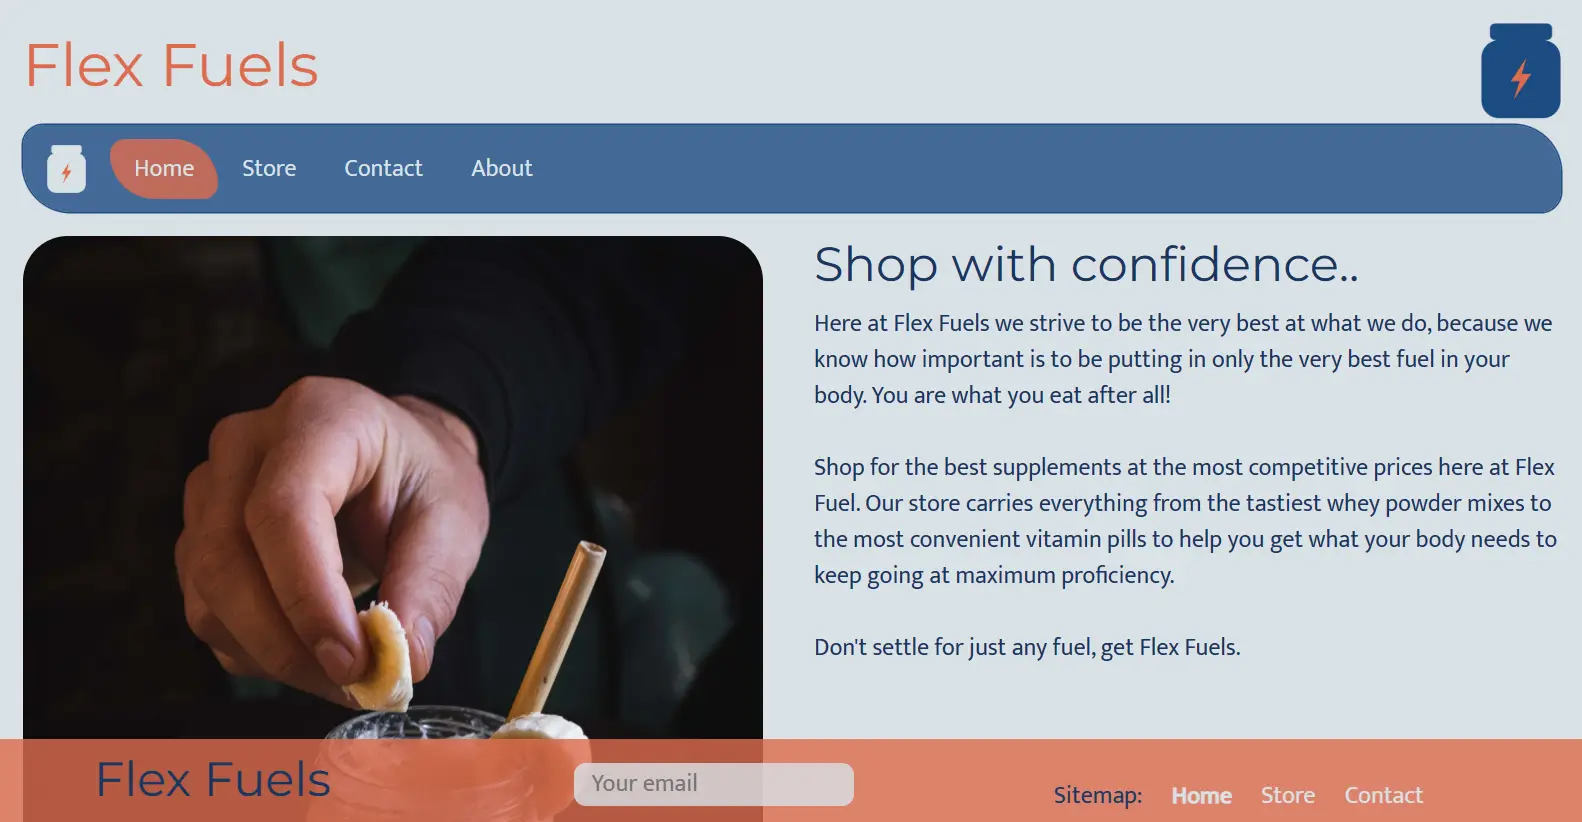 Flex Fuels
Home Store Contact About
Shop with confidence..
Here at Flex Fuels we strive to be the very best at what we do, because we
know how important is to be putting in only the very best fuel in your
body. You are what you eat after all!
Shop for the best supplements at the most competitive prices here at Flex
Fuel. Our store carries everything from the tastiest whey powder mixes to
the most convenient vitamin pills to help you get what your body needs to
keep going at maximum proficiency.
Don't settle for just any fuel, get Flex Fuels.
Flex Fuels
Your email
Sitemap: Home Store Contact